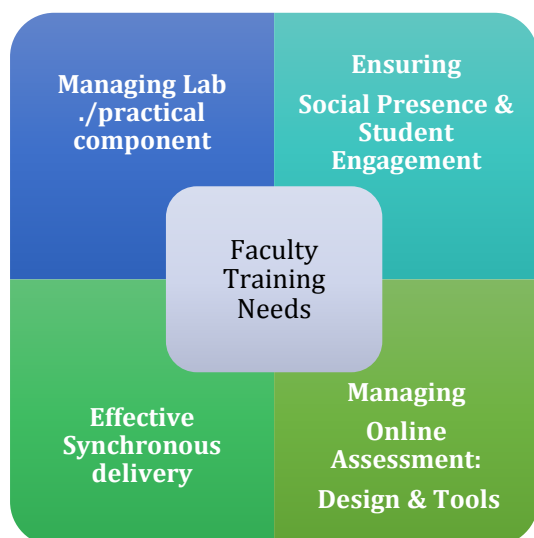 Managing Lab
./practical
component
Ensuring
Social Presence &
Student
Engagement
Faculty
Training
Needs
Effective
Synchronous
delivery
Managing
Online
Assessment:
Design & Tools